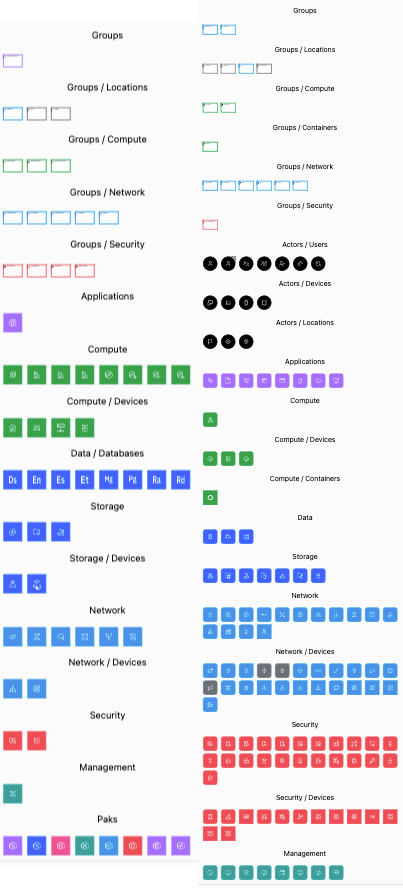 Groups
Groups / Locations
Groups / Compute
Groups / Network
Groups / Security
Applications
Compute
Compute / Devices
Data / Databases
Ds En Es Et Mg Pg Ra Rd
Storage
Storage / Devices
Network
Network / Devices
Security
Management
Paks
Groups
Groups / Locations
Groups / Compute
Groups / Containers
Groups / Network
Groups / Security
Actors / Users
Actors / Devices
Actors / Locations
Applications
Compute
Compute / Devices
Compute / Containers
Data
Storage
Network
Network / Devices
Security
Security / Devices
Management